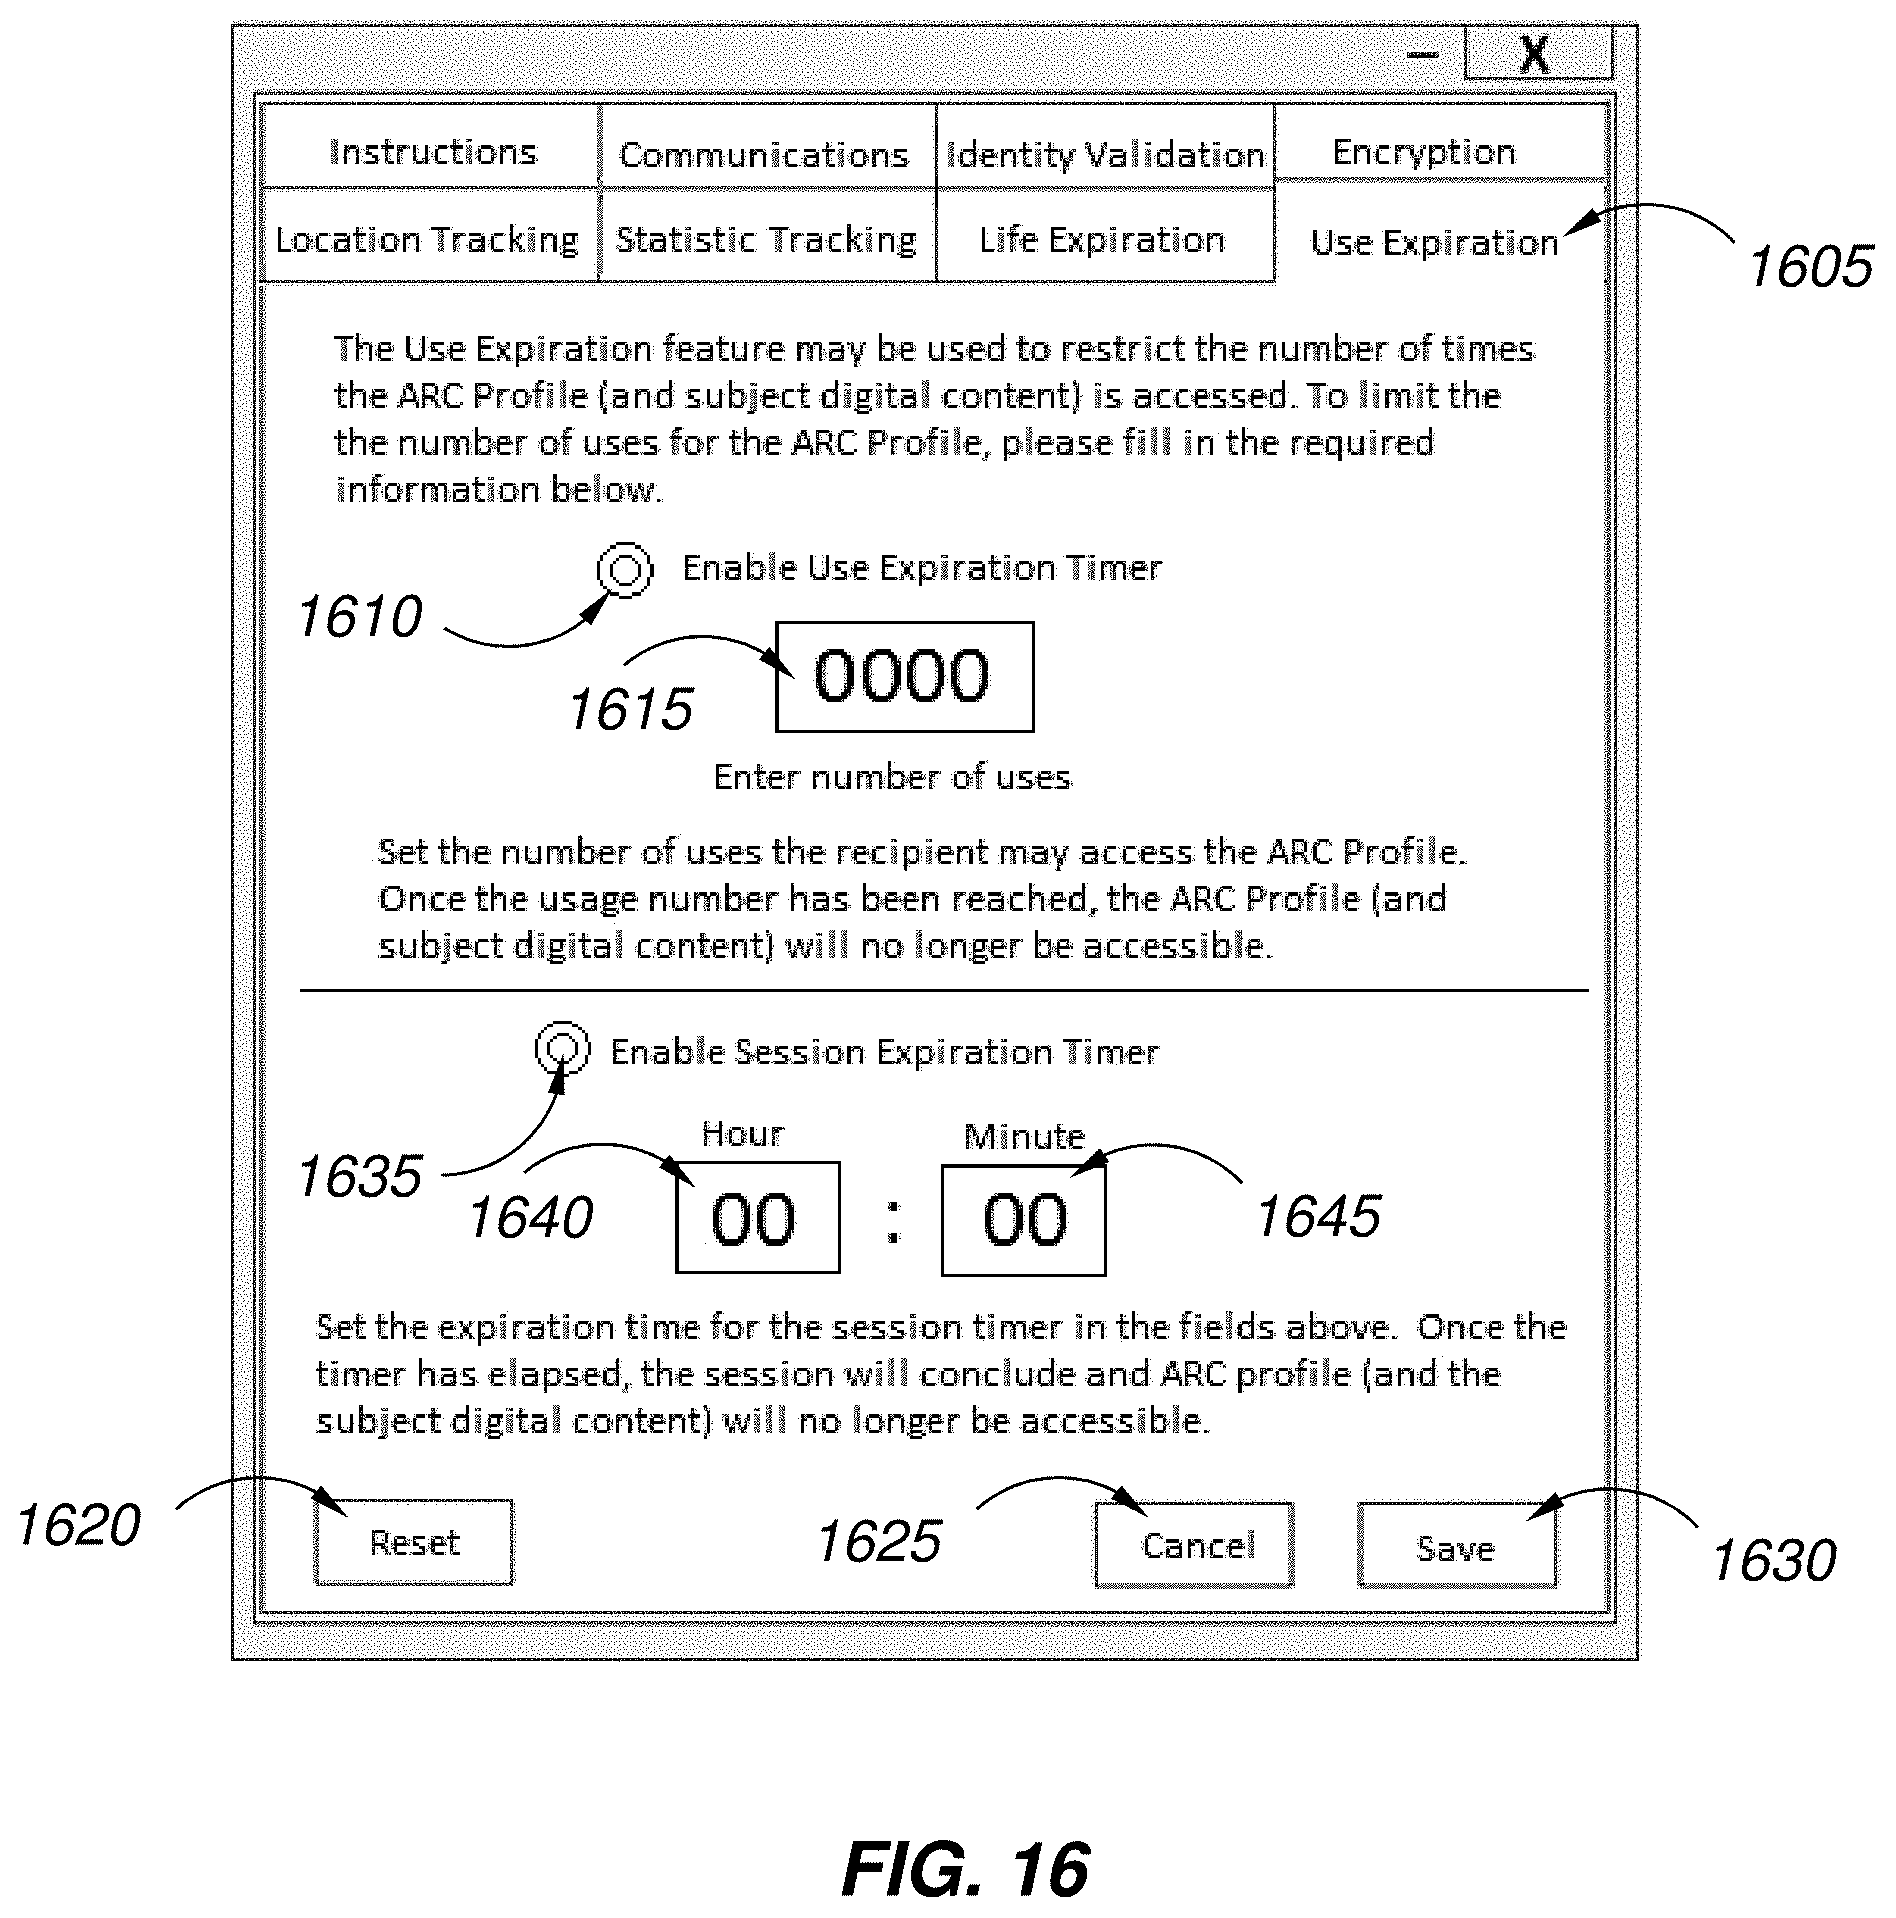 – X
Instructions Communications Identity Validation Encryption
Location Tracking Statistic Tracking Life Expiration Use Expiration
1605
The Use Expiration feature may be used to restrict the number of times
the ARC Profile (and subject digital content) is accessed. To limit the
the number of uses for the ARC Profile, please fill in the required
information below.
Enable Use Expiration Timer
1610
1615
0000
Enter number of uses
Set the number of uses the recipient may access the ARC Profile.
Once the usage number has been reached, the ARC Profile (and
subject digital content) will no longer be accessible.
Enable Session Expiration Timer
1635
Hour Minute
1640 00 : 00 1645
Set the expiration time for the session timer in the fields above. Once the
timer has elapsed, the session will conclude and ARC profile (and the
subject digital content) will no longer be accessible.
1620 Reset 1625 Cancel Save 1630
FIG. 16